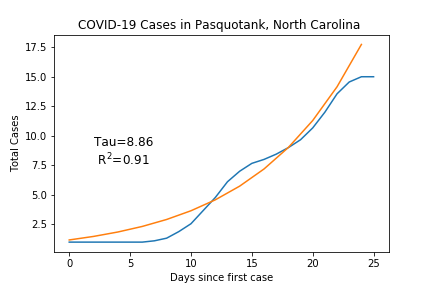 COVID-19 Cases in Pasquotank, North Carolina
17.5
15.0
12.5
10.0
7.5
5.0
2.5
Total Cases
Tau=8.86
R²=0.91
0 5 10 15 20 25
Days since first case